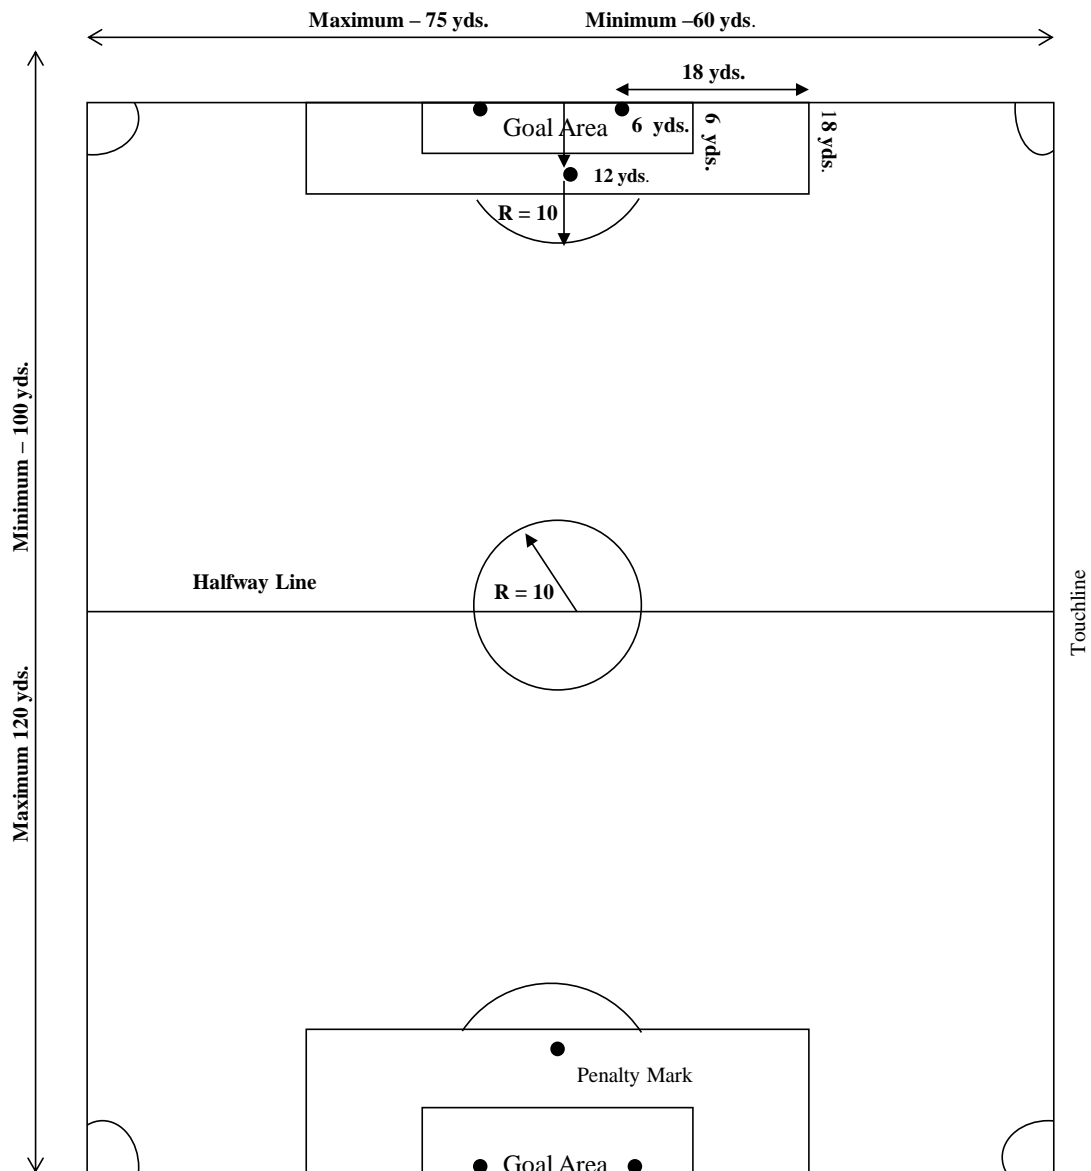 Maximum – 75 yds.
Minimum –60 yds.
18 yds.
Goal Area
6  yds.
6 yds.
18 yds.
12 yds.
R = 10
Minimum – 100 yds.
Halfway Line
R = 10
Touchline
Maximum 120 yds.
Penalty Mark
Goal Area